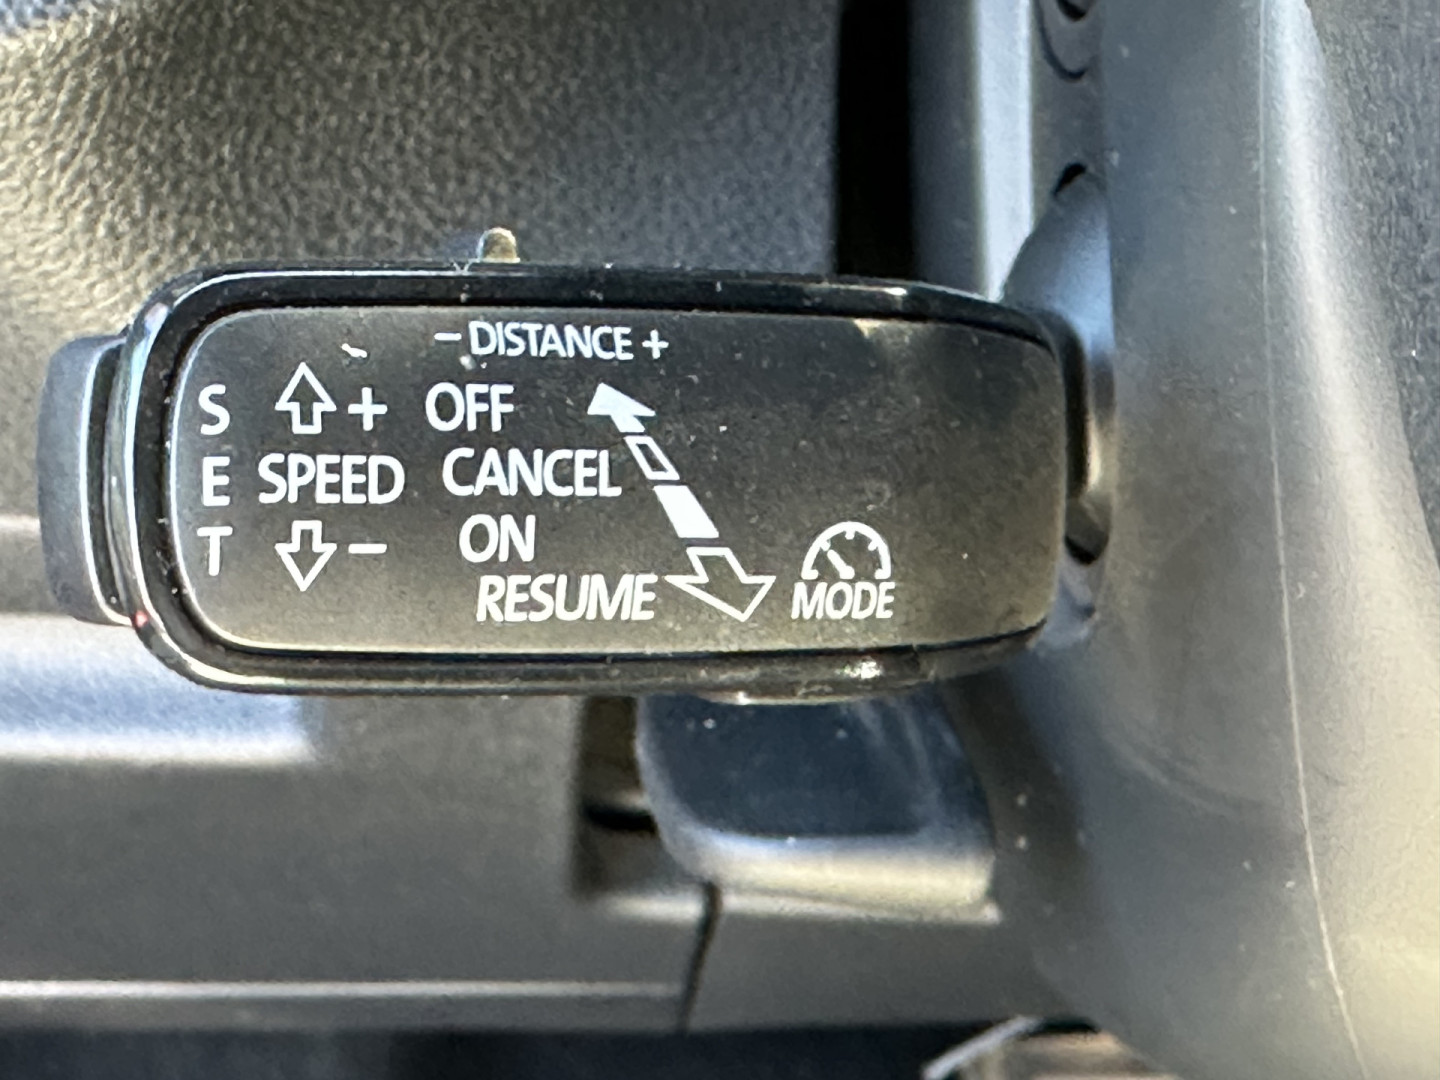 - DISTANCE +
S
E
T
+
SPEED
-
OFF
CANCEL
ON
RESUME
MODE